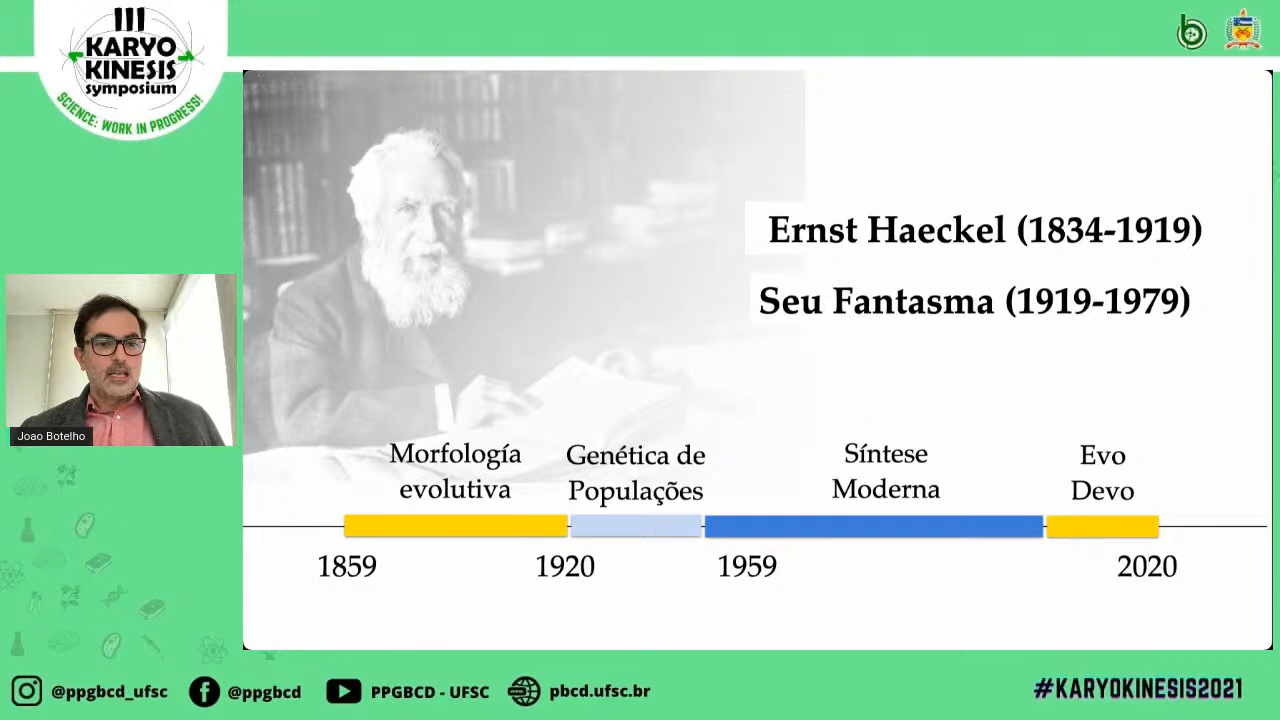 III
KARYO
KINESIS
symposium
SCIENCE: WORK IN PROGRESS!
Ernst Haeckel (1834-1919)
Seu Fantasma (1919-1979)
Joao Botelho
Morfología
evolutiva
Genética de
Populações
Síntese
Moderna
Evo
Devo
1859
1920
1959
2020
@ppgbcd_ufsc
@ppgbcd
PPGBCD - UFSC
pbcd.ufsc.br
#KARYOKINESIS2021